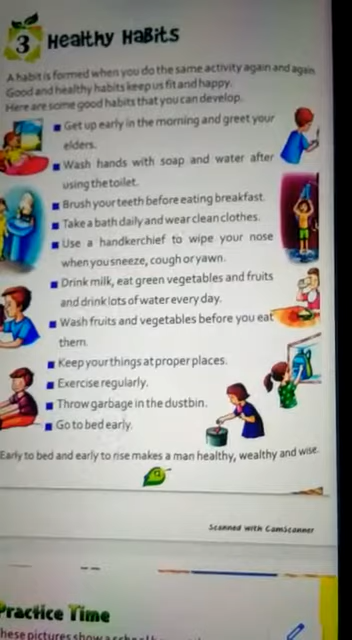 3 Healthy Habits
A habit is formed when you do the same activity again and again.
Good and healthy habits keep us fit and happy.
Here are some good habits that you can develop.
Get up early in the morning and greet your
elders.
Wash hands with soap and water after
using the toilet.
Brush your teeth before eating breakfast.
Take a bath daily and wear clean clothes.
Use a handkerchief to wipe your nose
when you sneeze, cough or yawn.
Drink milk, eat green vegetables and fruits
and drink lots of water every day.
Wash fruits and vegetables before you eat
them.
Keep your things at proper places.
Exercise regularly.
Throw garbage in the dustbin.
Go to bed early.
Early to bed and early to rise makes a man healthy, wealthy and wise.
Scanned with CamScanner
Practice Time
these pictures show a